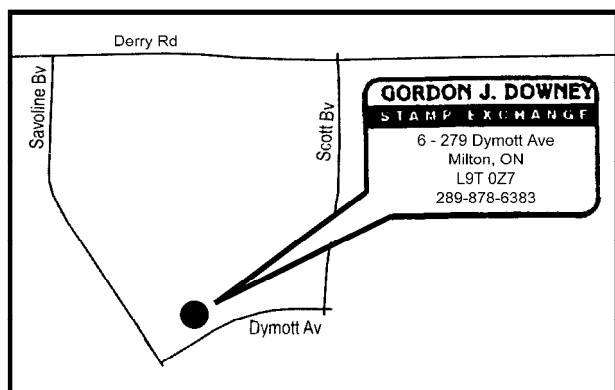 Derry Rd
Savoline Bv
Scott Bv
GORDON J. DOWNEY
STAMP EXCHANGE
6 - 279 Dymott Ave
Milton, ON
L9T 0Z7
289-878-6383
Dymott Av